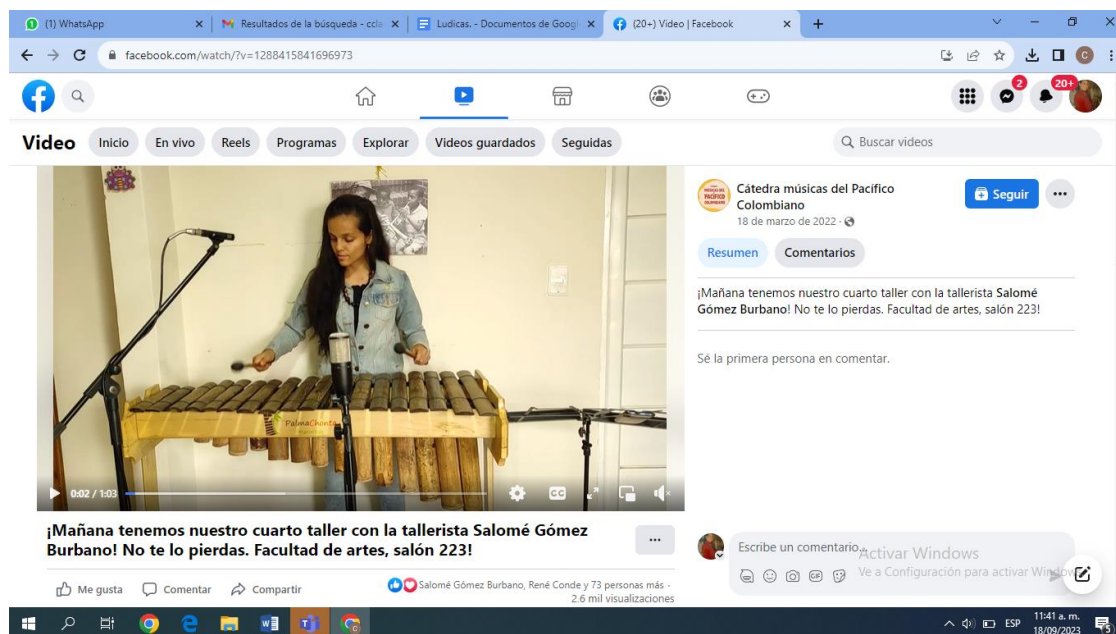 (1) WhatsApp
Resultados de la búsqueda - ccla
Ludicas. - Documentos de Googl
(20+) Video | Facebook
facebook.com/watch/?v=1288415841696973
C
2
20+
Video
Inicio
En vivo
Reels
Programas
Explorar
Videos guardados
Seguidas
Buscar videos
PalmaChonta
0:02 / 1:03
CC
¡Mañana tenemos nuestro cuarto taller con la tallerista Salomé Gómez
Burbano! No te lo pierdas. Facultad de artes, salón 223!
Me gusta
Comentar
Compartir
Salomé Gómez Burbano, René Conde y 73 personas más ·
2.6 mil visualizaciones
PACÍFICO
Cátedra músicas del Pacífico
Colombiano
18 de marzo de 2022 ·
Seguir
Resumen
Comentarios
¡Mañana tenemos nuestro cuarto taller con la tallerista Salomé
Gómez Burbano! No te lo pierdas. Facultad de artes, salón 223!
Sé la primera persona en comentar.
Escribe un comentario...
GIF
Activar Windows
Ve a Configuración para activar Windows
ESP
11:41 a. m.
18/09/2023
5